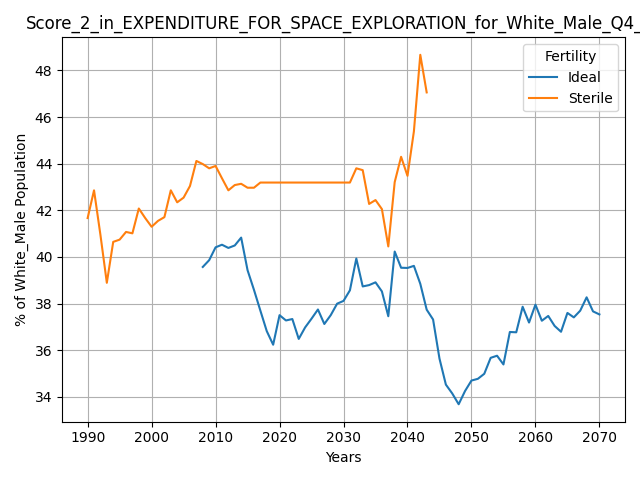 Score_2_in_EXPENDITURE_FOR_SPACE_EXPLORATION_for_White_Male_Q4_
Fertility
Ideal
Sterile
% of White_Male Population
48
46
44
42
40
38
36
34
1990 2000 2010 2020 2030 2040 2050 2060 2070
Years